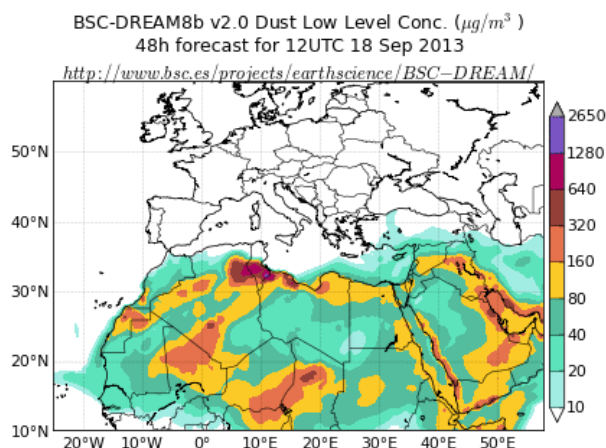 BSC-DREAM8b v2.0 Dust Low Level Conc. (μg/m³ )
48h forecast for 12UTC 18 Sep 2013
http://www.bsc.es/projects/earthscience/BSC−DREAM/
2650
1280
640
320
160
80
40
20
10
50°N
40°N
30°N
20°N
10°N
20°W
10°W
0°
10°E
20°E
30°E
40°E
50°E